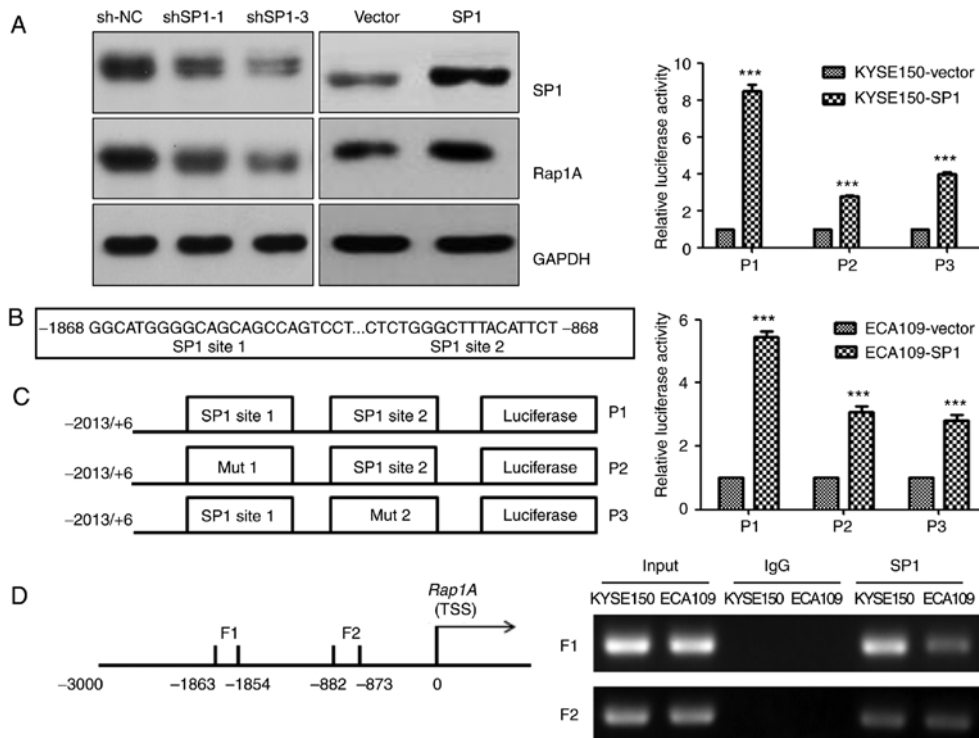 A
sh-NC shSP1-1 shSP1-3 Vector SP1
SP1
Rap1A
GAPDH
Relative luciferase activity
10
8
6
4
2
0
*** *** ***
KYSE150-vector
KYSE150-SP1
P1 P2 P3
B
–1868 GGCATGGGGCAGCAGCCAGTCCT...CTCTGGGCTTTACATTCT –868
SP1 site 1 SP1 site 2
C
–2013/+6 SP1 site 1 SP1 site 2 Luciferase P1
–2013/+6 Mut 1 SP1 site 2 Luciferase P2
–2013/+6 SP1 site 1 Mut 2 Luciferase P3
Relative luciferase activity
6
4
2
0
*** *** ***
ECA109-vector
ECA109-SP1
P1 P2 P3
D
Rap1A
(TSS)
F1 F2
–3000 –1863 –1854 –882 –873 0
Input IgG SP1
KYSE150 ECA109 KYSE150 ECA109 KYSE150 ECA109
F1
F2